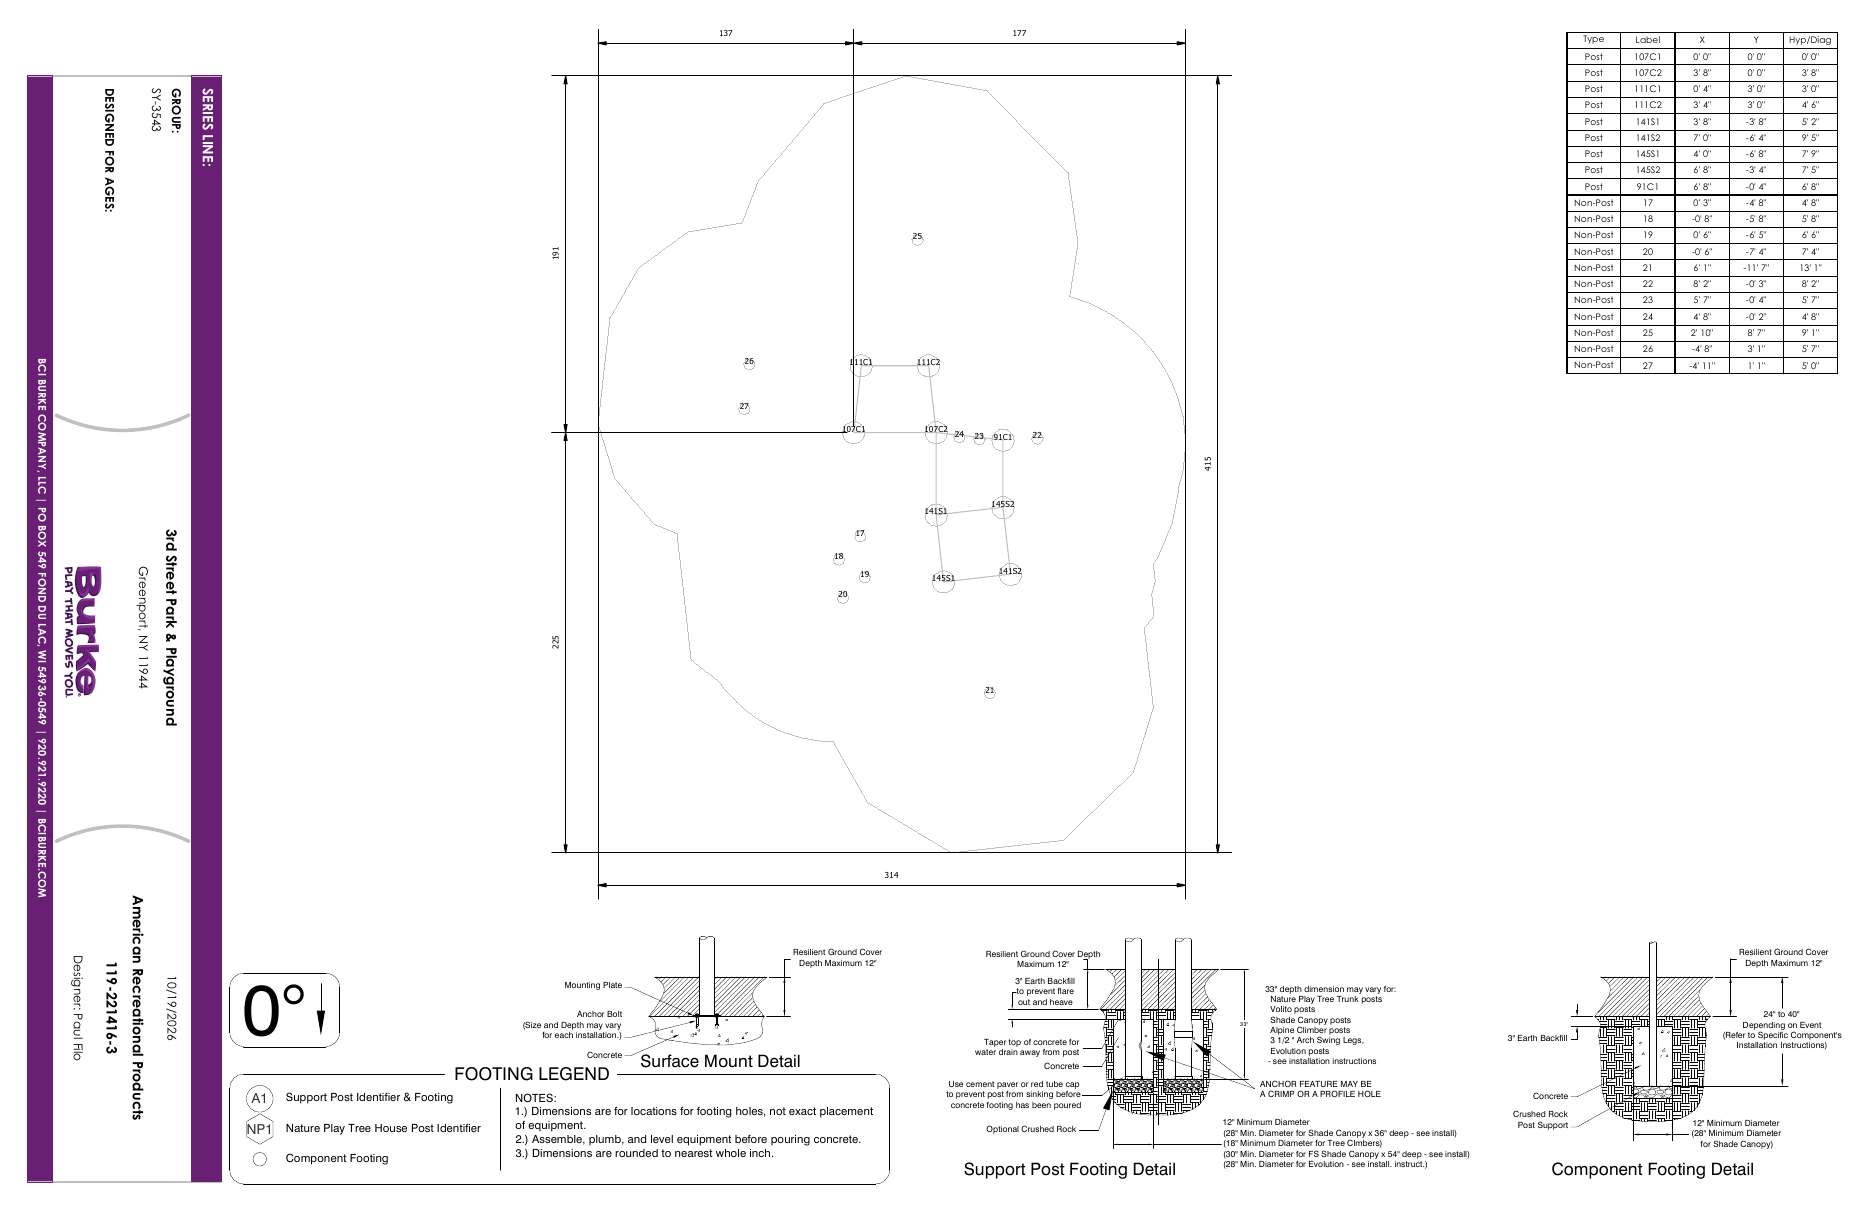 SERIES LINE:
GROUP:
SY-3543
DESIGNED FOR AGES:
3rd Street Park & Playground
Greenport, NY 11944
Burke
PLAY THAT MOVES YOU.
American Recreational Products
119-221416-3
10/19/2026
Designer: Paul Flo
BCI BURKE COMPANY, LLC | PO BOX 549 FOND DU LAC, WI 54936-0549 | 920.921.9220 | BCIBURKE.COM
137
177
191
225
415
314
25
26
27
111C1
111C2
107C1
107C2
24
23
91C1
22
141S1
145S2
17
18
19
20
145S1
141S2
21
Type Label X Y Hyp/Diag
Post 107C1 0' 0" 0' 0" 0' 0"
Post 107C2 3' 8" 0' 0" 3' 8"
Post 111C1 0' 4" 3' 0" 3' 0"
Post 111C2 3' 4" 3' 0" 4' 6"
Post 141S1 3' 8" -3' 8" 5' 2"
Post 141S2 7' 0" -6' 4" 9' 5"
Post 145S1 4' 0" -6' 8" 7' 9"
Post 145S2 6' 8" -3' 4" 7' 5"
Post 91C1 6' 8" -0' 4" 6' 8"
Non-Post 17 0' 3" -4' 8" 4' 8"
Non-Post 18 -0' 8" -5' 8" 5' 8"
Non-Post 19 0' 6" -6' 5" 6' 6"
Non-Post 20 -0' 6" -7' 4" 7' 4"
Non-Post 21 6' 1" -11' 7" 13' 1"
Non-Post 22 8' 2" -0' 3" 8' 2"
Non-Post 23 5' 7" -0' 4" 5' 7"
Non-Post 24 4' 8" -0' 2" 4' 8"
Non-Post 25 2' 10" 8' 7" 9' 1"
Non-Post 26 -4' 8" 3' 1" 5' 7"
Non-Post 27 -4' 11" 1' 1" 5' 0"
0°
Resilient Ground Cover
Depth Maximum 12"
Mounting Plate
Anchor Bolt
(Size and Depth may vary
for each installation.)
Concrete
Surface Mount Detail
FOOTING LEGEND
A1 Support Post Identifier & Footing
NP1 Nature Play Tree House Post Identifier
Component Footing
NOTES:
1.) Dimensions are for locations for footing holes, not exact placement
of equipment.
2.) Assemble, plumb, and level equipment before pouring concrete.
3.) Dimensions are rounded to nearest whole inch.
Resilient Ground Cover Depth
Maximum 12"
3" Earth Backfill
to prevent flare
out and heave
Taper top of concrete for
water drain away from post
Concrete
Use cement paver or red tube cap
to prevent post from sinking before
concrete footing has been poured
Optional Crushed Rock
33"
33" depth dimension may vary for:
Nature Play Tree Trunk posts
Volito posts
Shade Canopy posts
Alpine Climber posts
3 1/2 " Arch Swing Legs,
Evolution posts
- see installation instructions
ANCHOR FEATURE MAY BE
A CRIMP OR A PROFILE HOLE
12" Minimum Diameter
(28" Min. Diameter for Shade Canopy x 36" deep - see install)
(18" Minimum Diameter for Tree Clmbers)
(30" Min. Diameter for FS Shade Canopy x 54" deep - see install)
(28" Min. Diameter for Evolution - see install. instruct.)
Support Post Footing Detail
Resilient Ground Cover
Depth Maximum 12"
24" to 40"
Depending on Event
(Refer to Specific Component's
Installation Instructions)
3" Earth Backfill
Concrete
Crushed Rock
Post Support
12" Minimum Diameter
(28" Minimum Diameter
for Shade Canopy)
Component Footing Detail